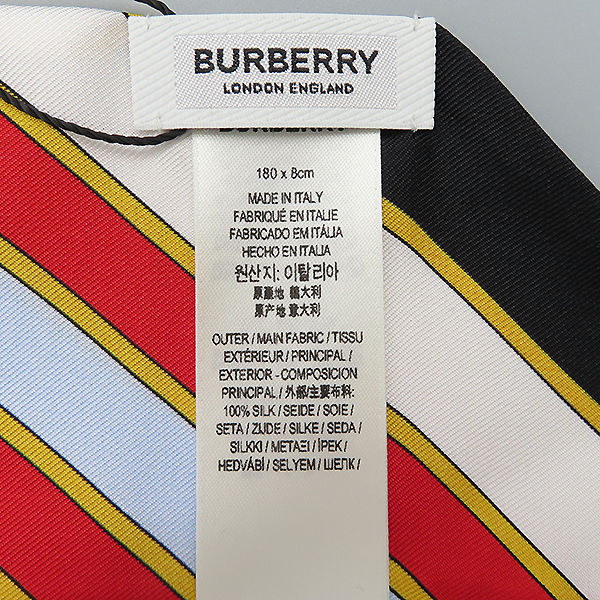 BURBERRY
LONDON ENGLAND
BURBERRY
180 x 8cm
MADE IN ITALY
FABRIQUÉ EN ITALIE
FABRICADO EM ITÁLIA
HECHO EN ITALIA
원산지: 이탈리아
原產地 義大利
原产地 意大利
OUTER / MAIN FABRIC / TISSU
EXTÉRIEUR / PRINCIPAL /
EXTERIOR - COMPOSICION
PRINCIPAL / 外部/主要布料:
100% SILK / SEIDE / SOIE /
SETA / ZIJDE / SILKE / SEDA /
SILKKI / ΜΕΤΑΞΙ / İPEK /
HEDVÁBÍ / SELYEM / ШЕЛК /